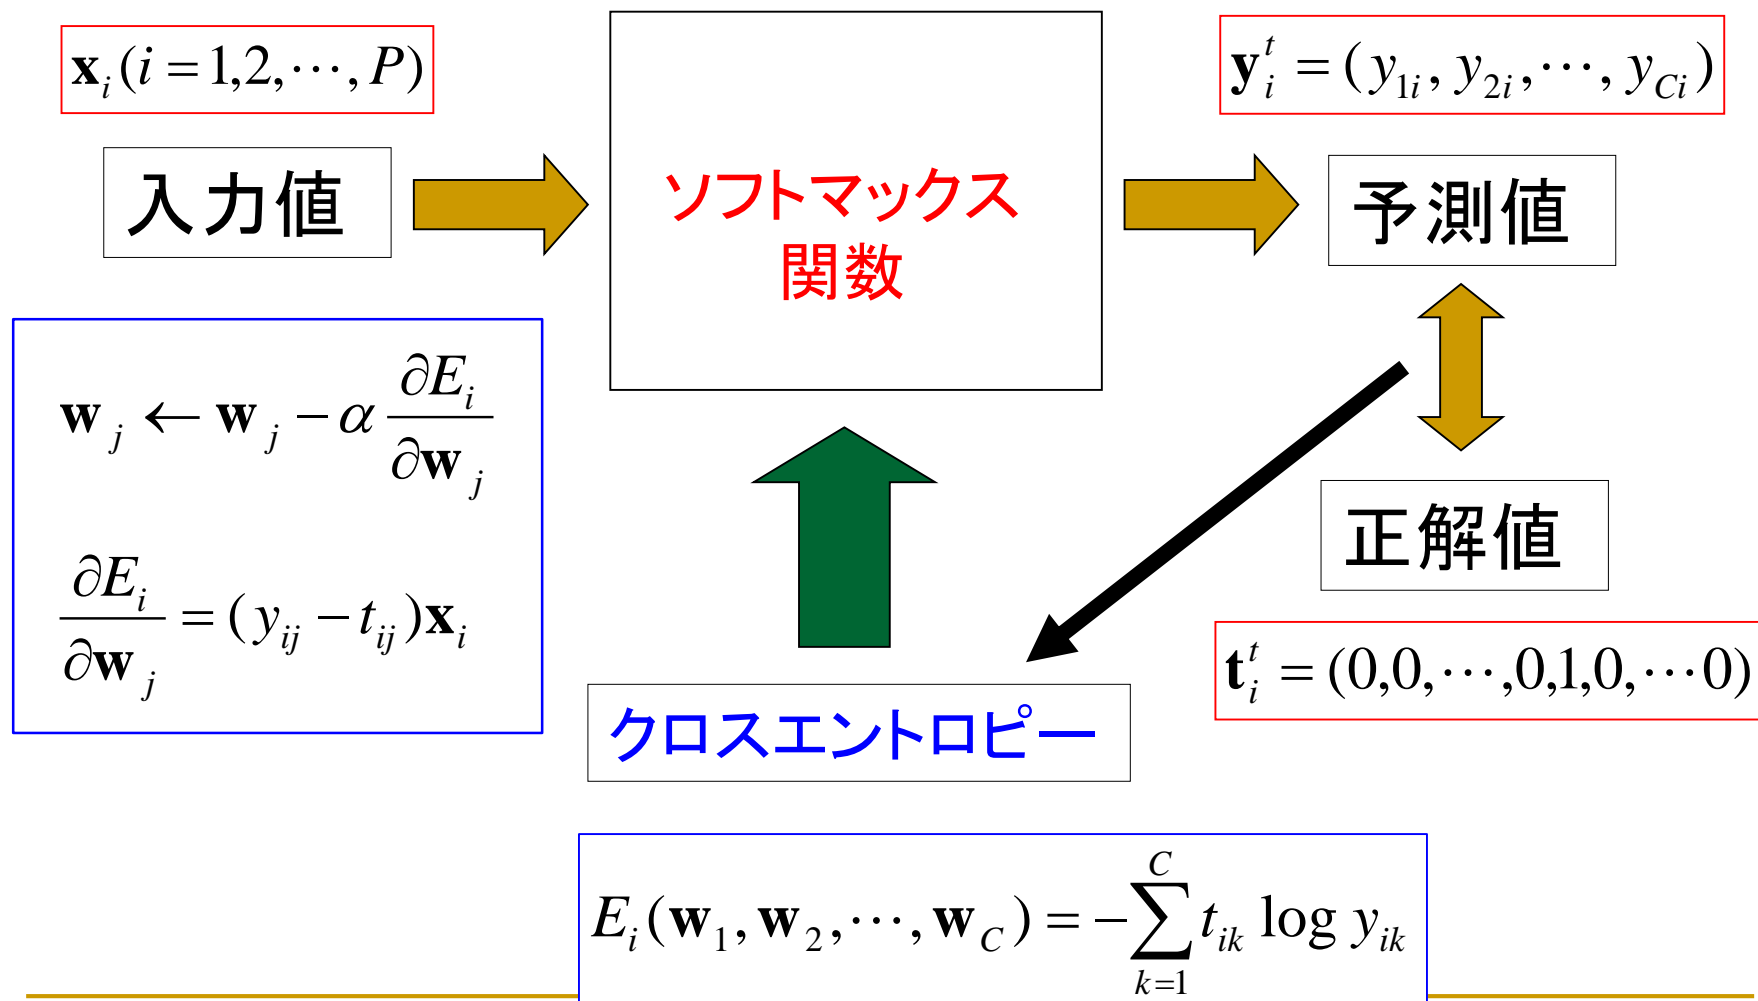 𝐱_i (i = 1,2,⋯, P)
𝐲_i^t = (y_{1i}, y_{2i},⋯, y_{Ci})
入力値
ソフトマックス
関数
予測値
𝐰_j ← 𝐰_j − α ∂E_i/∂𝐰_j
∂E_i/∂𝐰_j = (y_{ij} − t_{ij})𝐱_i
正解値
𝐭_i^t = (0,0,⋯,0,1,0,⋯0)
クロスエントロピー
E_i(𝐰_1, 𝐰_2,⋯, 𝐰_C) = −∑_{k=1}^{C} t_{ik} log y_{ik}